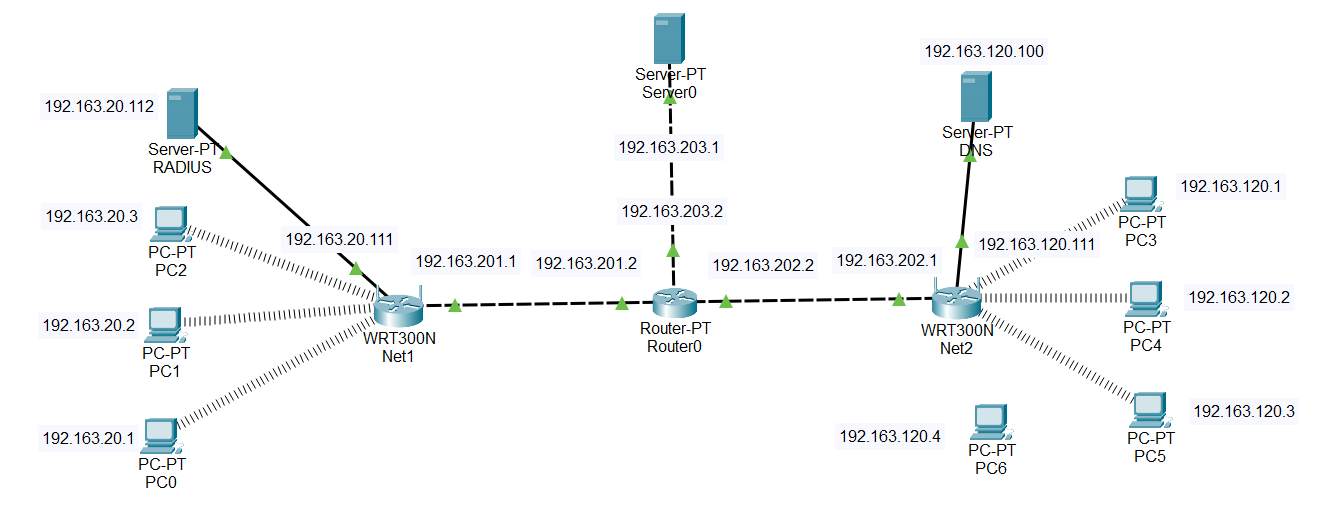 Server-PT
Server0
192.163.120.100
192.163.20.112
Server-PT
RADIUS
Server-PT
DNS
192.163.203.1
192.163.20.3
PC-PT
PC2
192.163.20.111
192.163.203.2
192.163.120.1
PC-PT
PC3
192.163.120.111
192.163.201.1
192.163.201.2
192.163.202.2
192.163.202.1
192.163.20.2
PC-PT
PC1
WRT300N
Net1
Router-PT
Router0
WRT300N
Net2
192.163.120.2
PC-PT
PC4
192.163.20.1
PC-PT
PC0
192.163.120.4
PC-PT
PC6
192.163.120.3
PC-PT
PC5